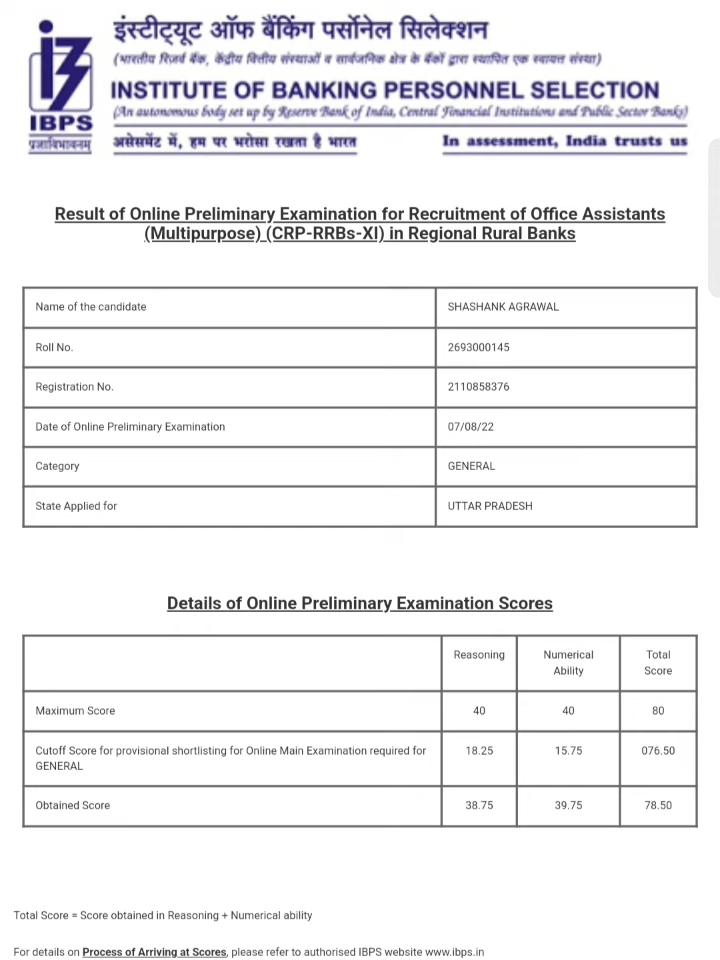 इंस्टीट्यूट ऑफ बैंकिंग पर्सोनेल सिलेक्शन
(भारतीय रिज़र्व बैंक, केंद्रीय वित्तीय संस्थाओं व सार्वजनिक क्षेत्र के बैंकों द्वारा स्थापित एक स्वायत्त संस्था)
INSTITUTE OF BANKING PERSONNEL SELECTION
(An autonomous body set up by Reserve Bank of India, Central Financial Institutions and Public Sector Banks)
IBPS
प्रज्ञाविभावनम्
असेसमेंट में, हम पर भरोसा रखता है भारत In assessment, India trusts us
Result of Online Preliminary Examination for Recruitment of Office Assistants
(Multipurpose) (CRP-RRBs-XI) in Regional Rural Banks
Name of the candidate SHASHANK AGRAWAL
Roll No. 2693000145
Registration No. 2110858376
Date of Online Preliminary Examination 07/08/22
Category GENERAL
State Applied for UTTAR PRADESH
Details of Online Preliminary Examination Scores
Reasoning Numerical Total
Ability Score
Maximum Score 40 40 80
Cutoff Score for provisional shortlisting for Online Main Examination required for 18.25 15.75 076.50
GENERAL
Obtained Score 38.75 39.75 78.50
Total Score = Score obtained in Reasoning + Numerical ability
For details on Process of Arriving at Scores, please refer to authorised IBPS website www.ibps.in